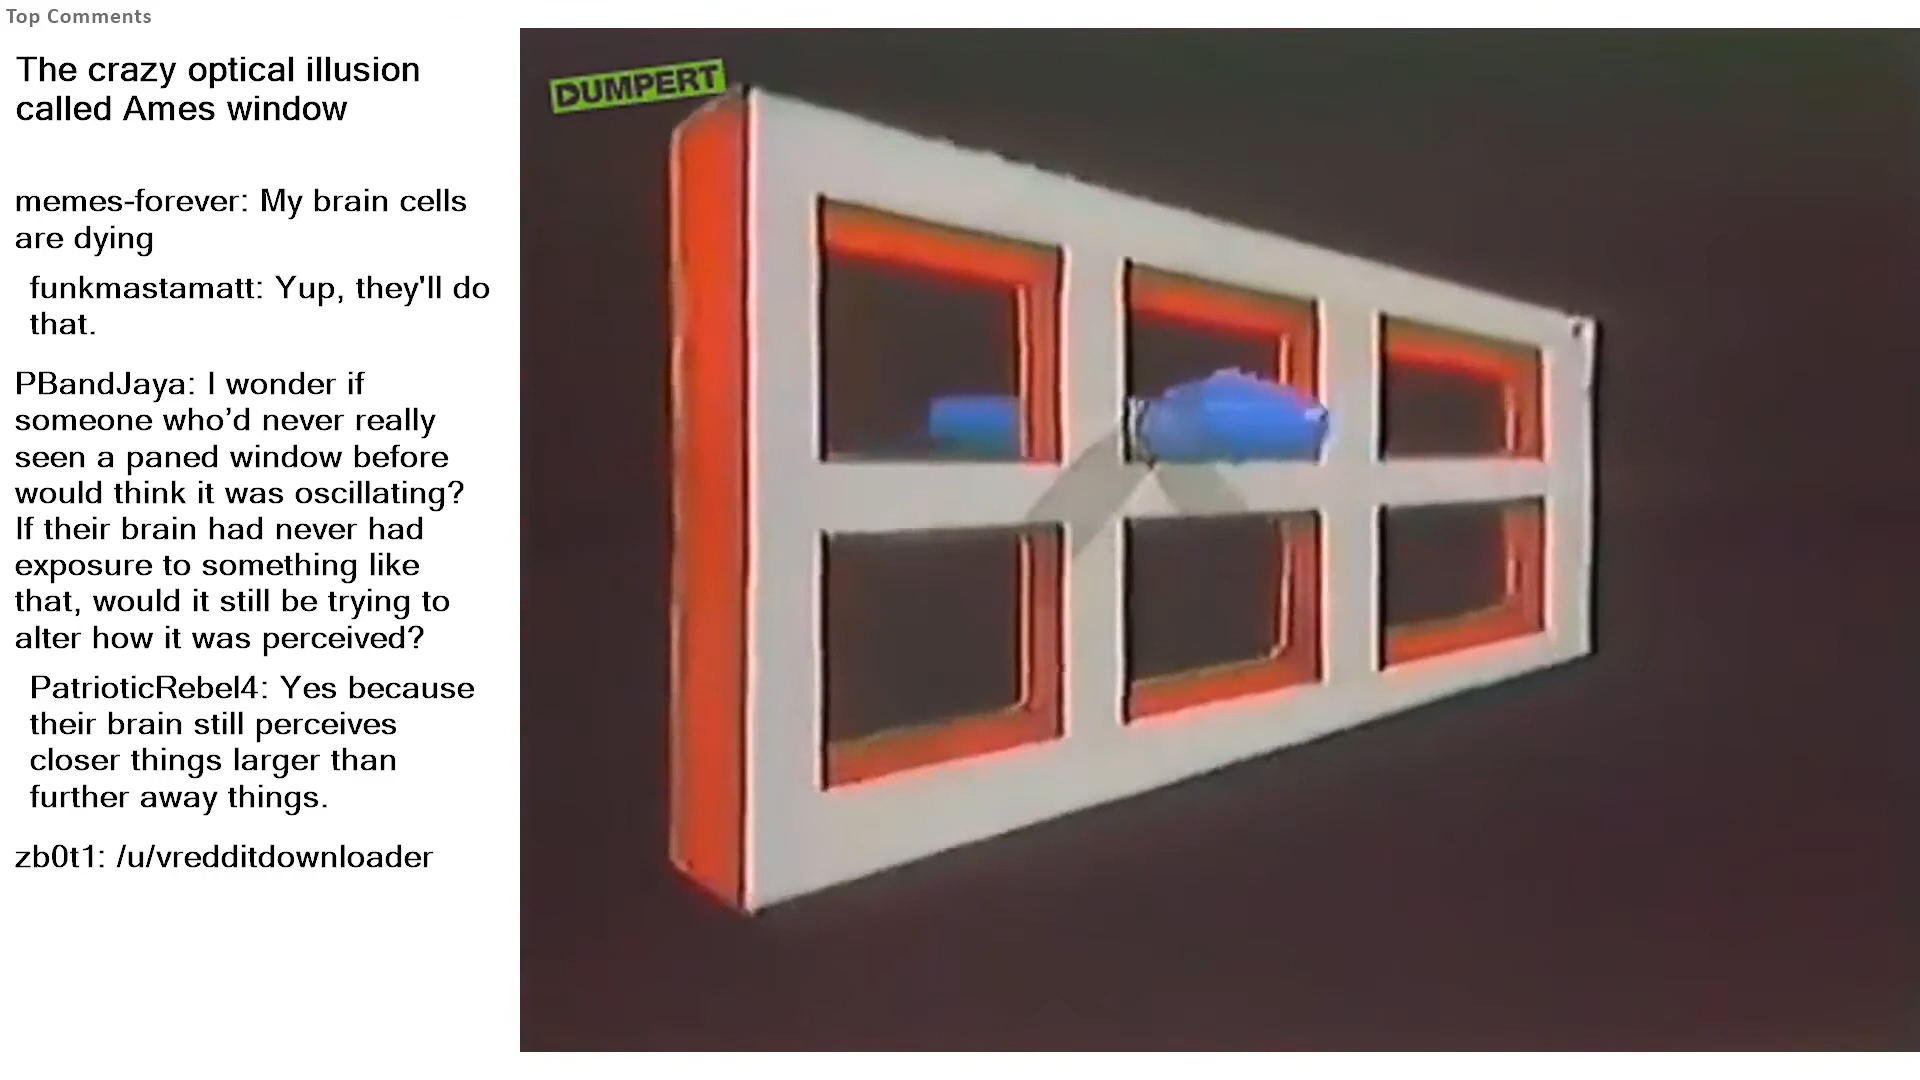 Top Comments
The crazy optical illusion
called Ames window
memes-forever: My brain cells
are dying
funkmastamatt: Yup, they'll do
that.
PBandJaya: I wonder if
someone who’d never really
seen a paned window before
would think it was oscillating?
If their brain had never had
exposure to something like
that, would it still be trying to
alter how it was perceived?
PatrioticRebel4: Yes because
their brain still perceives
closer things larger than
further away things.
zb0t1: /u/vredditdownloader
DUMPERT